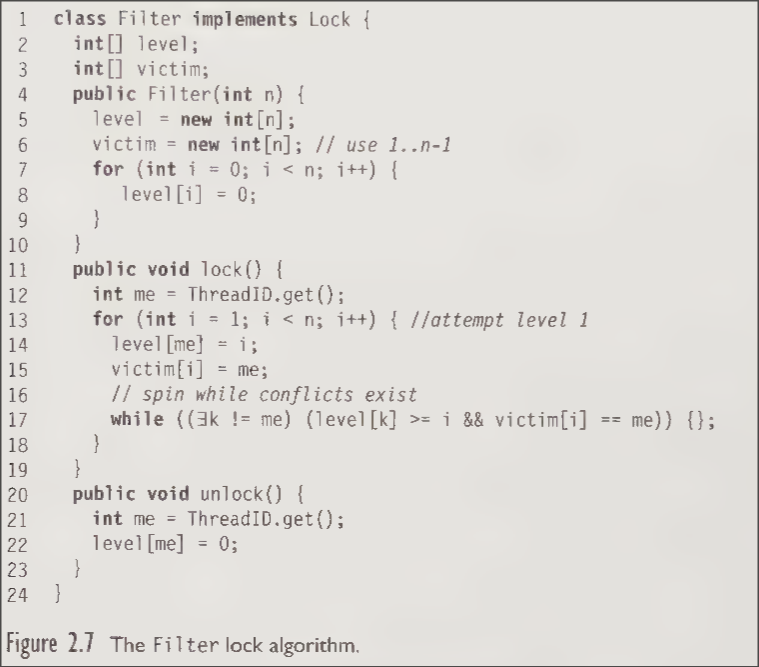 1 class Filter implements Lock {
2 int[] level;
3 int[] victim;
4 public Filter(int n) {
5 level = new int[n];
6 victim = new int[n]; // use 1..n-1
7 for (int i = 0; i < n; i++) {
8 level[i] = 0;
9 }
10 }
11 public void lock() {
12 int me = ThreadID.get();
13 for (int i = 1; i < n; i++) { //attempt level 1
14 level[me] = i;
15 victim[i] = me;
16 // spin while conflicts exist
17 while ((∃k != me) (level[k] >= i && victim[i] == me)) {};
18 }
19 }
20 public void unlock() {
21 int me = ThreadID.get();
22 level[me] = 0;
23 }
24 }
Figure 2.7 The Filter lock algorithm.